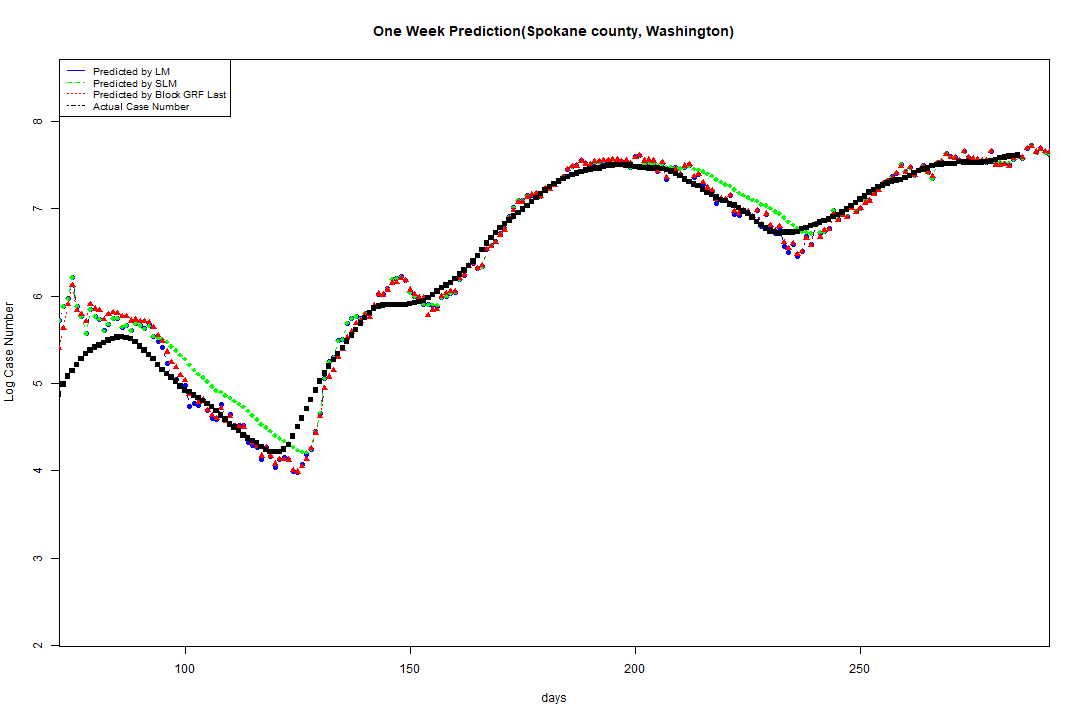 One Week Prediction(Spokane county, Washington)
Predicted by LM
Predicted by SLM
Predicted by Block GRF Last
Actual Case Number
8
7
6
5
4
3
2
Log Case Number
100 150 200 250
days